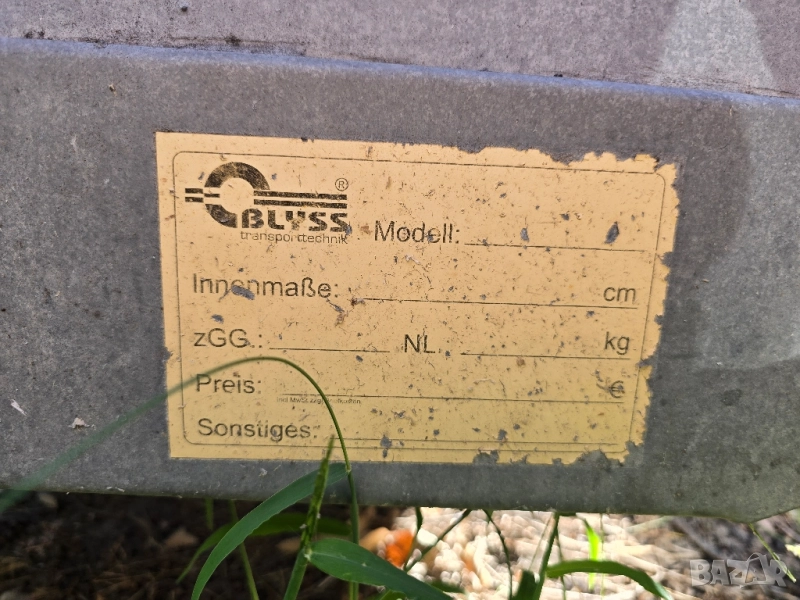 BLYSS ®
transporttechnik
Modell:
Innenmaße: cm
zGG.: NL. kg
Preis: €
Sonstiges:
BAZAR